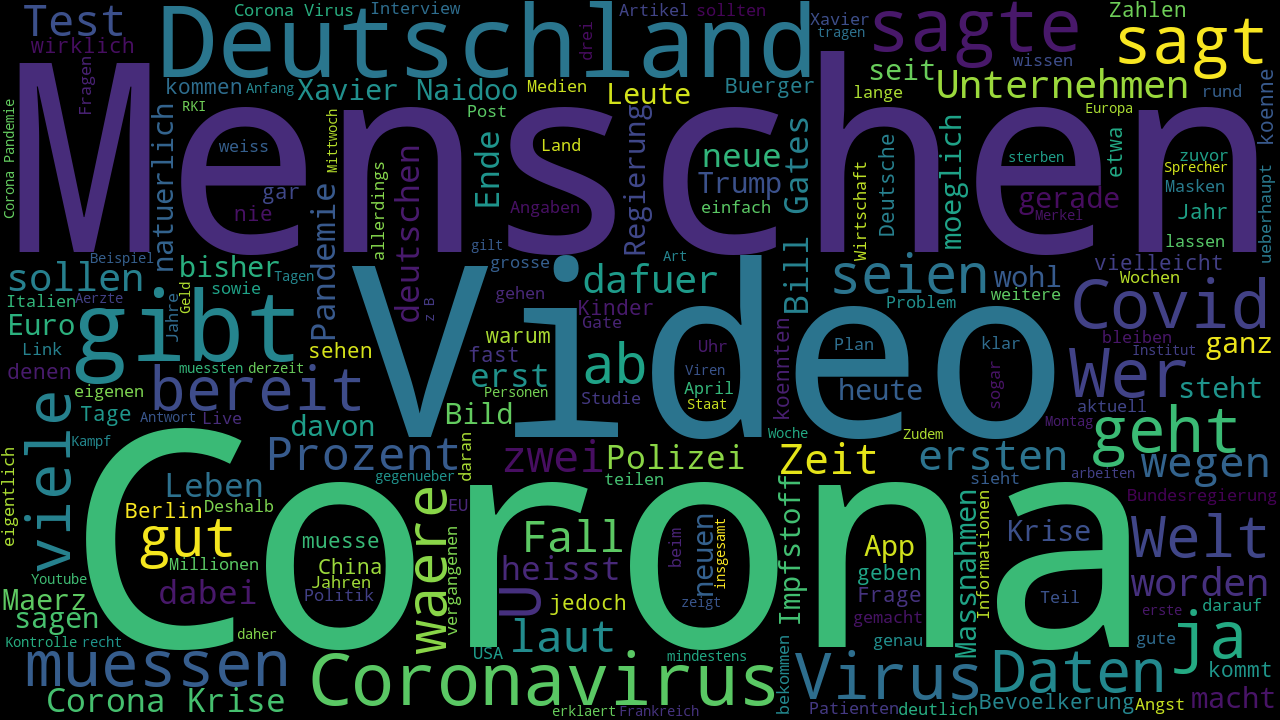 Test
Corona Virus
Interview
Deutschland
drei
Artikel
sollten
Xavier
tragen
sagte
Zahlen
sagt
wirklich
Fragen
kommen
Anfang
Xavier Naidoo
Medien
Leute
Buerger
seit
wissen
lange
Unternehmen
rund
koenne
Menschen
RKI
Post
Europa
Corona Pandemie
natuerlich
weiss
gar
nie
Pandemie
Mittwoch
allerdings
deutschen
Ende
Land
Angaben
Regierung
neue
Trump
einfach
Bill Gates
Wirtschaft
Deutsche
moeglich
sterben
gerade
Merkel
etwa
zuvor
Sprecher
Masken
Jahr
lassen
ueberhaupt
gilt
Beispiel
sollen
bisher
Tagen
sowie
grosse
Art
dafuer
seien
wohl
vielleicht
Wochen
weitere
Italien
Aerzte
Euro
Link
denen
gibt
Jahre
Geld
z B
gehen
Kinder
Gate
Problem
Covid
bleiben
Institut
ganz
Video
sehen
warum
fast
erst
ab
Uhr
Viren
April
Staat
Plan
klar
heute
sogar
koennten
Wer
steht
muessten
derzeit
eigenen
bereit
Personen
Studie
aktuell
Tage
Antwort
Live
davon
Bild
Woche
Zudem
Montag
geht
viele
Kampf
eigentlich
Prozent
daran
gegenueber
zwei
Polizei
teilen
Zeit
ersten
sieht
arbeiten
wegen
Leben
Berlin
Deshalb
EU
Bundesregierung
Corona
gut
Millionen
muesse
China
Jahren
Politik
waere
vergangenen
Fall
heisst
U
jedoch
beim
neuen
insgesamt
zeigt
Impfstoff
App
geben
Frage
gemacht
genau
Massnahmen
Informationen
Krise
Teil
Welt
worden
Youtube
Maerz
sagen
dabei
erste
darauf
Kontrolle
recht
daher
laut
gute
ja
muessen
USA
mindestens
bekommen
Virus
Daten
kommt
Corona Krise
Coronavirus
erklaert
Frankreich
Patienten
deutlich
Bevoelkerung
Angst
macht